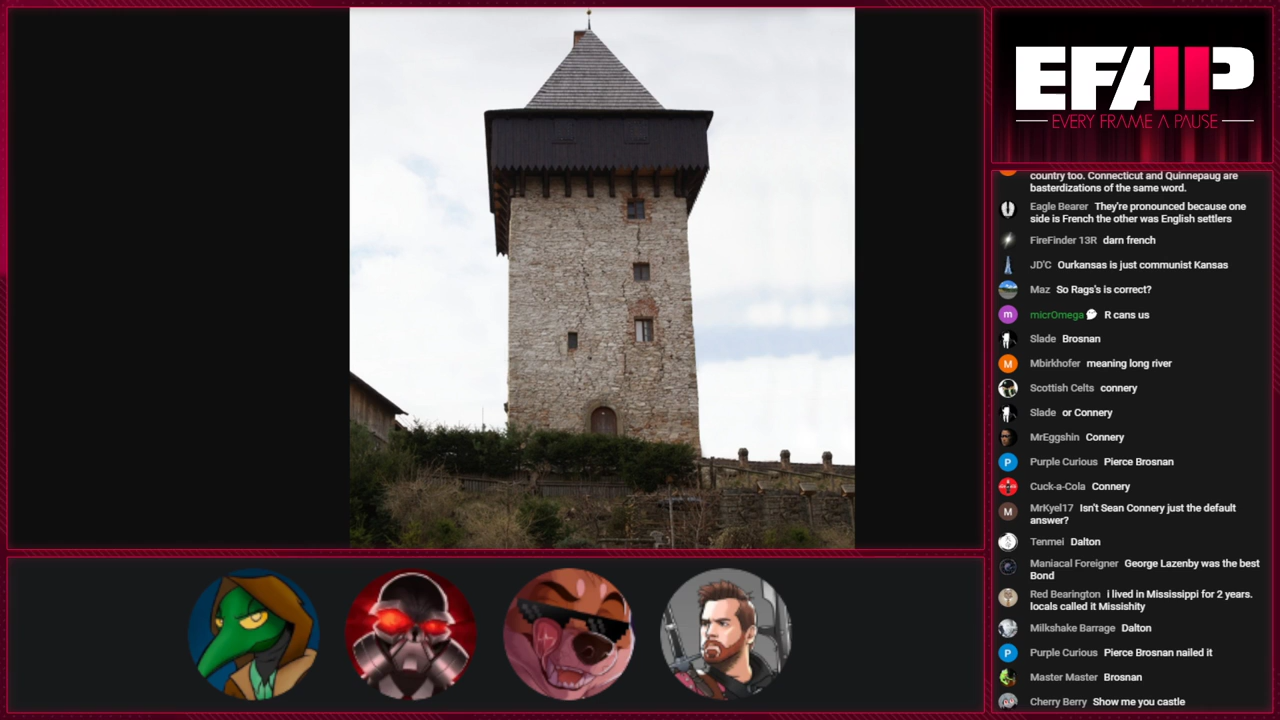 EFAP
EVERY FRAME A PAUSE
country too. Connecticut and Quinnepaug are
basterdizations of the same word.
Eagle Bearer They're pronounced because one
side is French the other was English settlers
FireFinder 13R darn french
JD'C Ourkansas is just communist Kansas
Maz So Rags's is correct?
micrOmega R cans us
Slade Brosnan
Mbirkhofer meaning long river
Scottish Celts connery
Slade or Connery
MrEggshin Connery
Purple Curious Pierce Brosnan
Cuck-a-Cola Connery
MrKyel17 Isn't Sean Connery just the default
answer?
Tenmei Dalton
Maniacal Foreigner George Lazenby was the best
Bond
Red Bearington i lived in Mississippi for 2 years.
locals called it Missishity
Milkshake Barrage Dalton
Purple Curious Pierce Brosnan nailed it
Master Master Brosnan
Cherry Berry Show me you castle